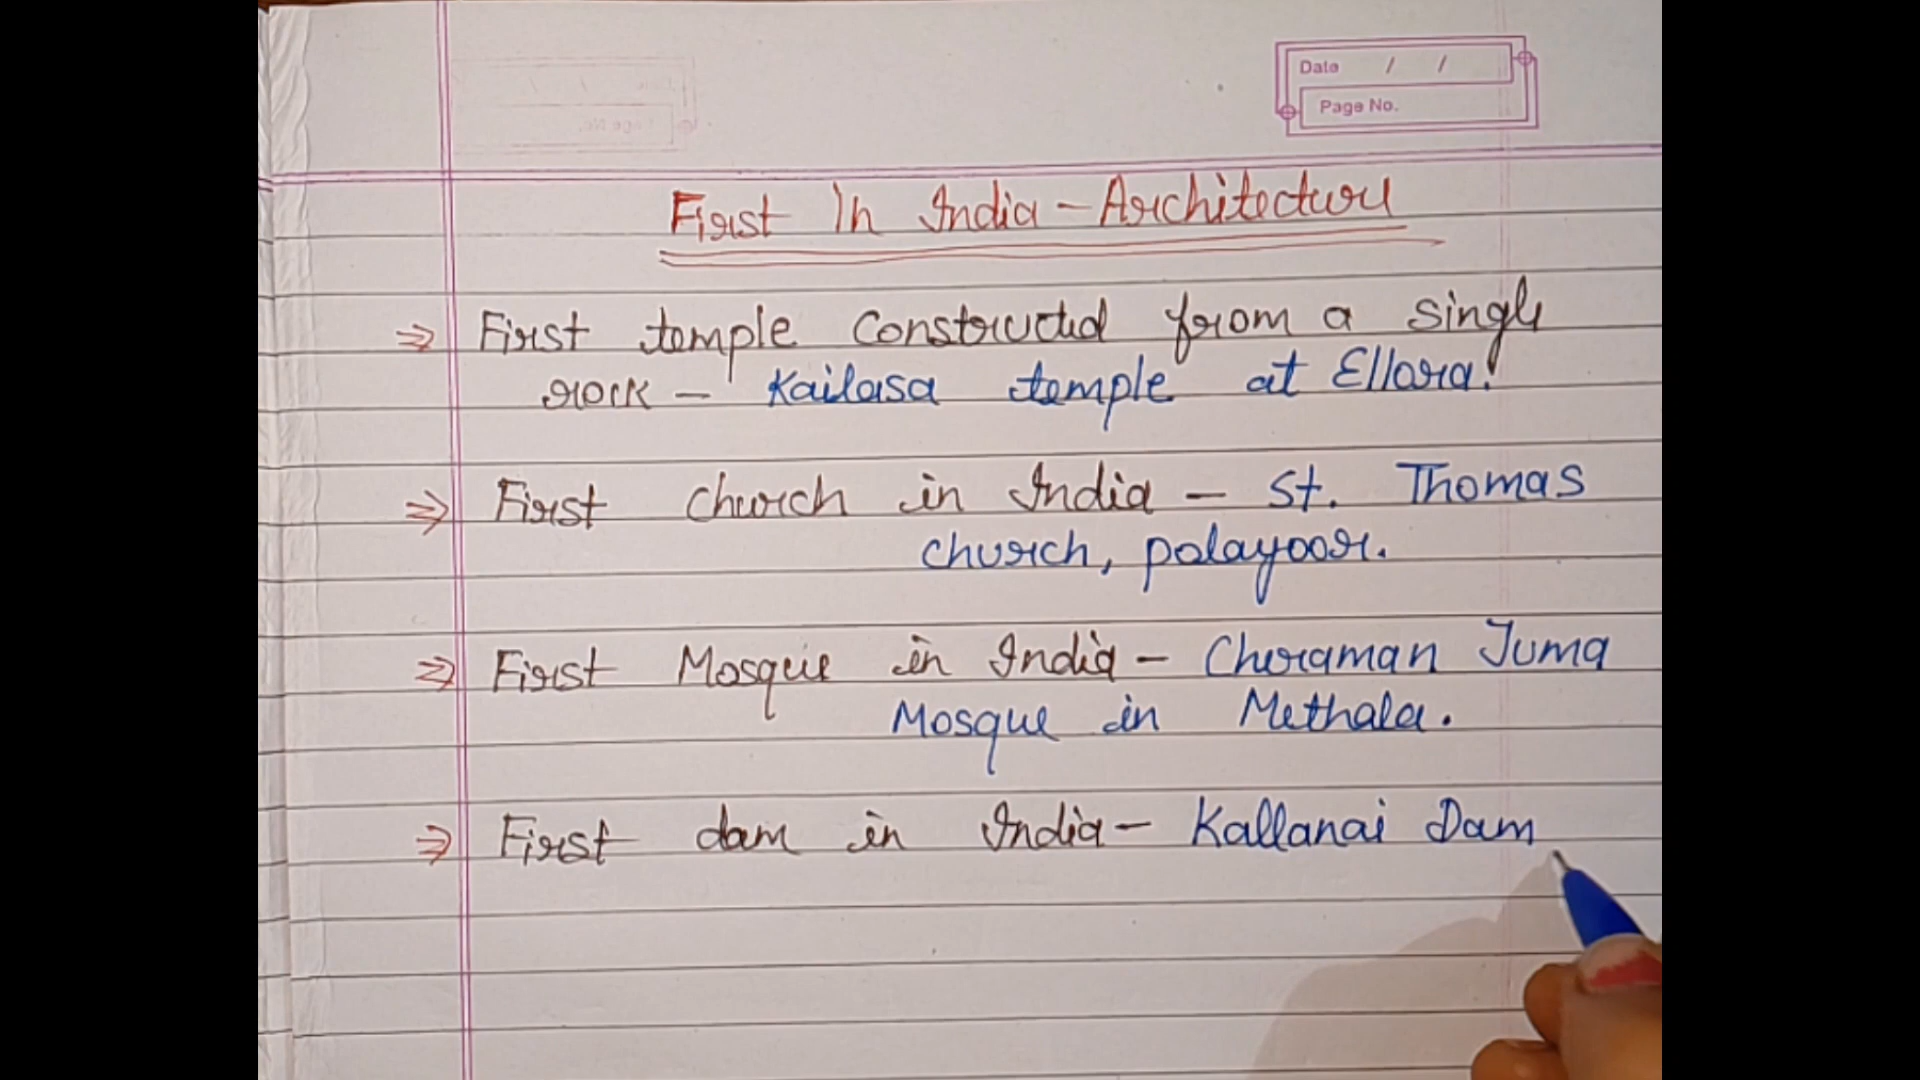 Date / /
Page No.
First In India - Architecture
⇒ First temple constructed from a single
rock - Kailasa temple at Ellora.
⇒ First church in India - St. Thomas
church, palayoor.
⇒ First Mosque in India - Cheraman Juma
Mosque in Methala.
⇒ First dam in India - Kallanai Dam